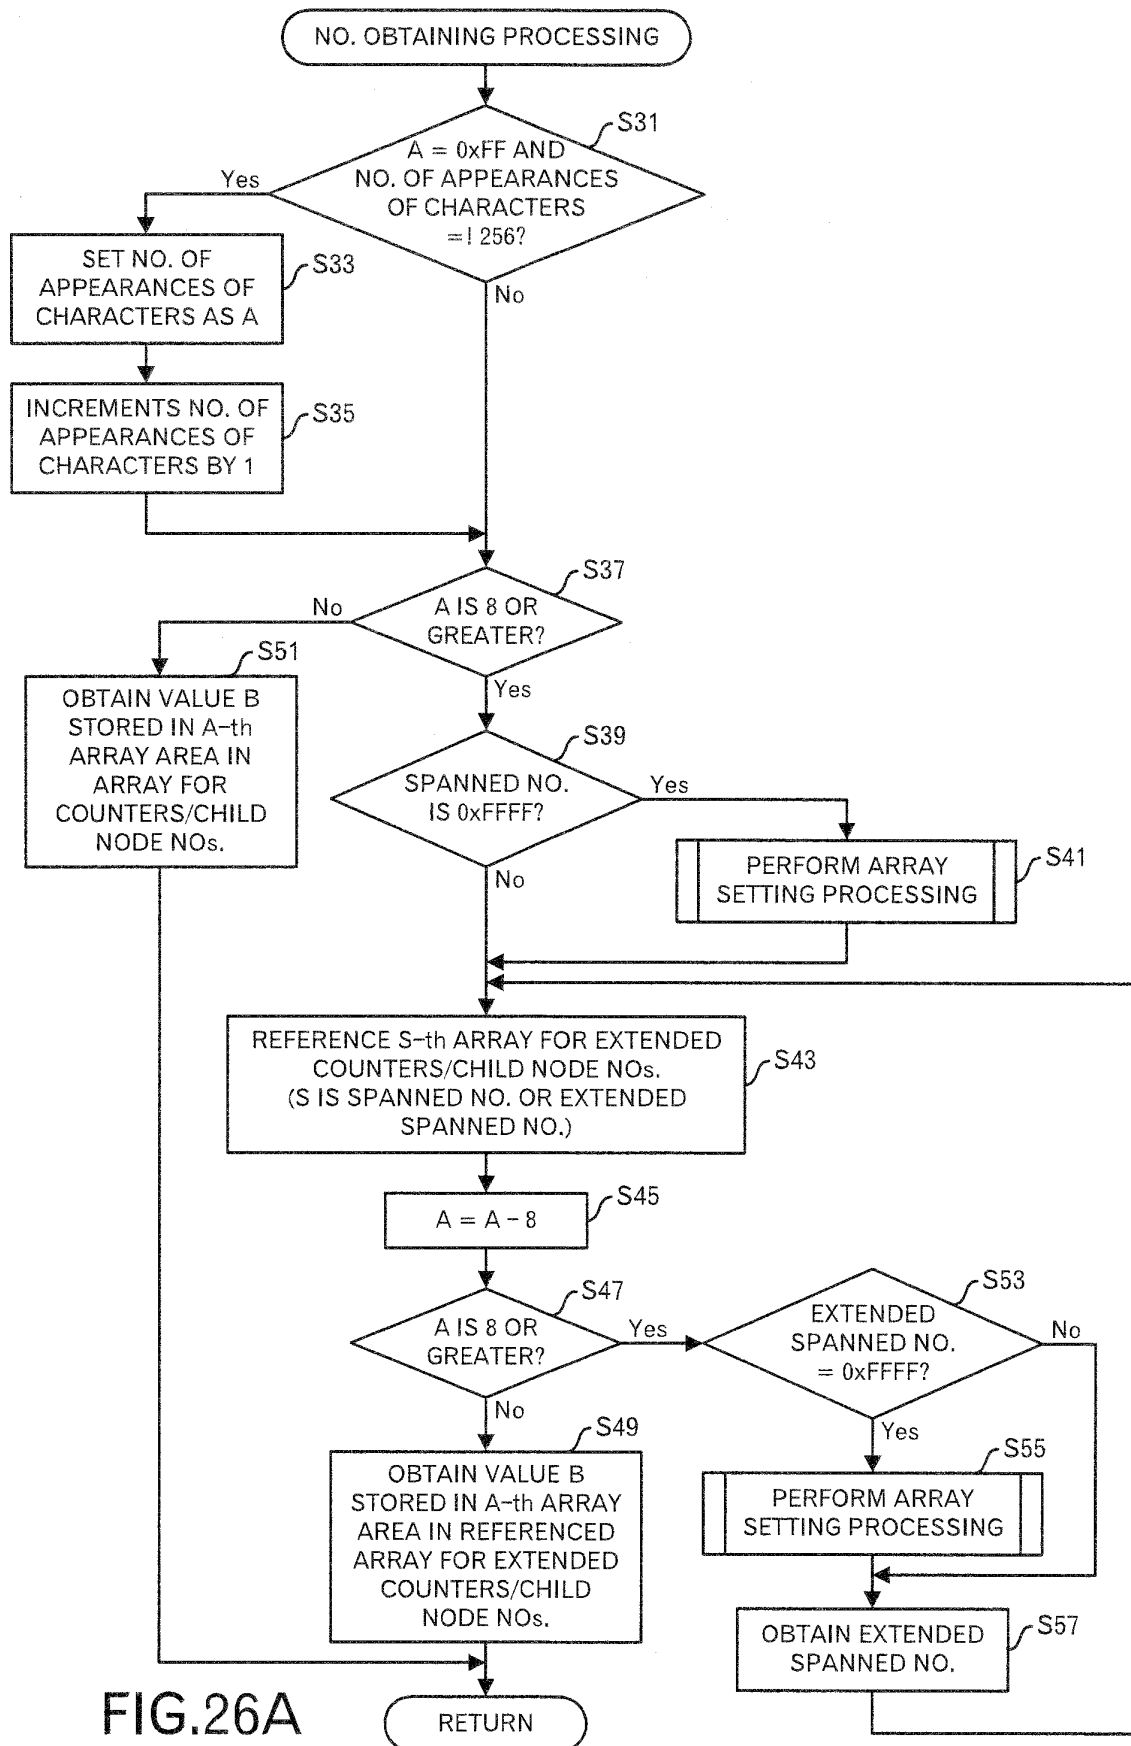 NO. OBTAINING PROCESSING
S31
A = 0xFF AND
NO. OF APPEARANCES
OF CHARACTERS
=! 256?
Yes
No
SET NO. OF
APPEARANCES OF
CHARACTERS AS A
S33
INCREMENTS NO. OF
APPEARANCES OF
CHARACTERS BY 1
S35
S37
A IS 8 OR
GREATER?
No
Yes
S51
OBTAIN VALUE B
STORED IN A-th
ARRAY AREA IN
ARRAY FOR
COUNTERS/CHILD
NODE NOs.
S39
SPANNED NO.
IS 0xFFFF?
Yes
No
PERFORM ARRAY
SETTING PROCESSING
S41
REFERENCE S-th ARRAY FOR EXTENDED
COUNTERS/CHILD NODE NOs.
(S IS SPANNED NO. OR EXTENDED
SPANNED NO.)
S43
A = A - 8
S45
S47
A IS 8 OR
GREATER?
Yes
No
S53
EXTENDED
SPANNED NO.
= 0xFFFF?
No
Yes
S49
OBTAIN VALUE B
STORED IN A-th ARRAY
AREA IN REFERENCED
ARRAY FOR EXTENDED
COUNTERS/CHILD
NODE NOs.
S55
PERFORM ARRAY
SETTING PROCESSING
OBTAIN EXTENDED
SPANNED NO.
S57
RETURN
FIG.26A